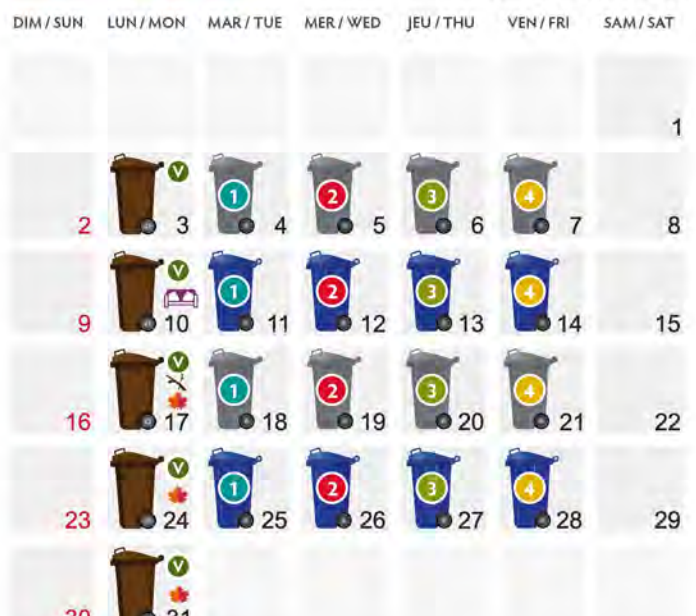 DIM / SUN LUN / MON MAR / TUE MER / WED JEU / THU VEN / FRI SAM / SAT
1
2 V 3 1 4 2 5 3 6 4 7 8
9 V 10 1 11 2 12 3 13 4 14 15
16 V 17 1 18 2 19 3 20 4 21 22
23 V 24 1 25 2 26 3 27 4 28 29
30 V 31